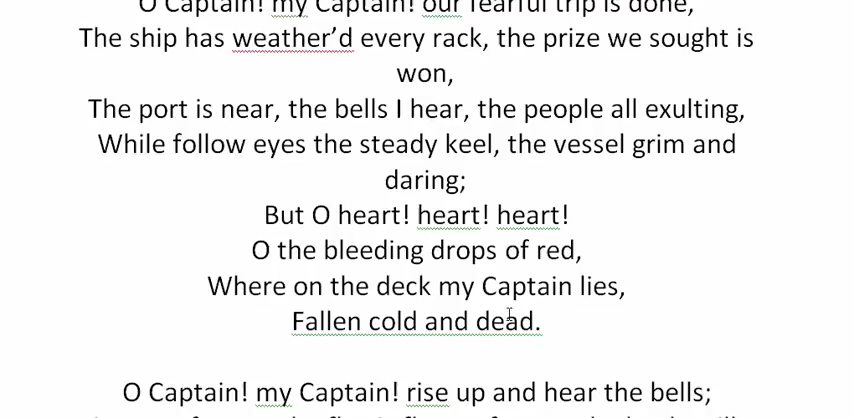 O Captain! my Captain! our fearful trip is done,
The ship has weather’d every rack, the prize we sought is
won,
The port is near, the bells I hear, the people all exulting,
While follow eyes the steady keel, the vessel grim and
daring;
But O heart! heart! heart!
O the bleeding drops of red,
Where on the deck my Captain lies,
Fallen cold and dead.
O Captain! my Captain! rise up and hear the bells;